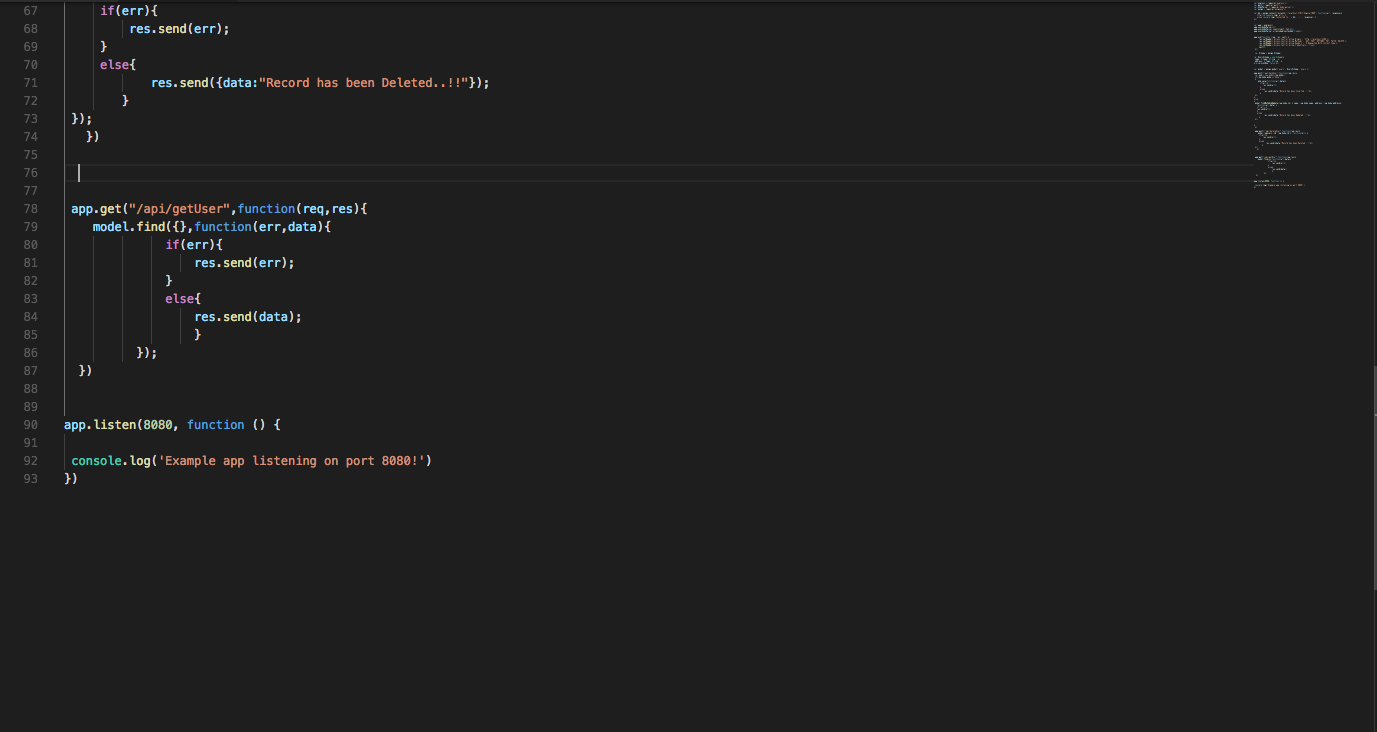 67 if(err){
68 res.send(err);
69 }
70 else{
71 res.send({data:"Record has been Deleted..!!"});
72 }
73 });
74 })
75
76
77
78 app.get("/api/getUser",function(req,res){
79 model.find({},function(err,data){
80 if(err){
81 res.send(err);
82 }
83 else{
84 res.send(data);
85 }
86 });
87 })
88
89
90 app.listen(8080, function () {
91
92 console.log('Example app listening on port 8080!')
93 })